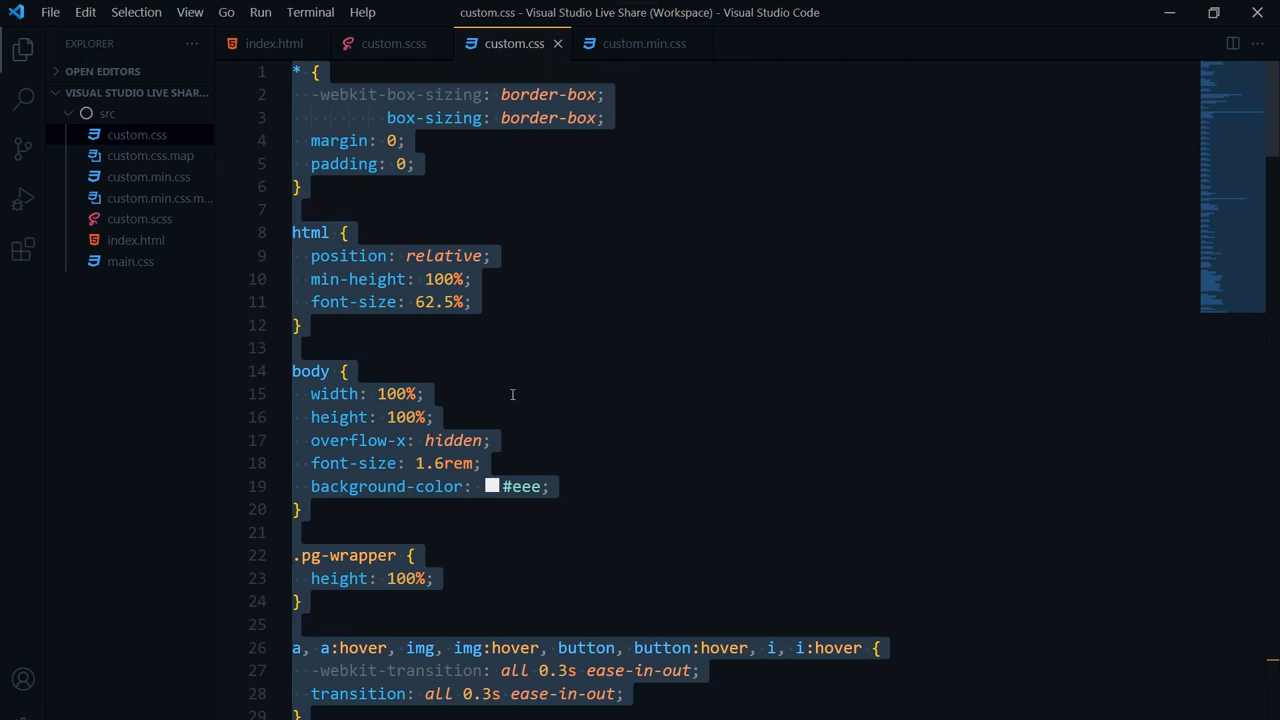 File Edit Selection View Go Run Terminal Help custom.css - Visual Studio Live Share (Workspace) - Visual Studio Code
EXPLORER ··· index.html custom.scss custom.css custom.min.css ···
OPEN EDITORS
VISUAL STUDIO LIVE SHAR...
src
custom.css
custom.css.map
custom.min.css
custom.min.css.m...
custom.scss
index.html
main.css
1 * {
2 -webkit-box-sizing: border-box;
3 box-sizing: border-box;
4 margin: 0;
5 padding: 0;
6 }
7
8 html {
9 position: relative;
10 min-height: 100%;
11 font-size: 62.5%;
12 }
13
14 body {
15 width: 100%;
16 height: 100%;
17 overflow-x: hidden;
18 font-size: 1.6rem;
19 background-color: #eee;
20 }
21
22 .pg-wrapper {
23 height: 100%;
24 }
25
26 a, a:hover, img, img:hover, button, button:hover, i, i:hover {
27 -webkit-transition: all 0.3s ease-in-out;
28 transition: all 0.3s ease-in-out;
29 }